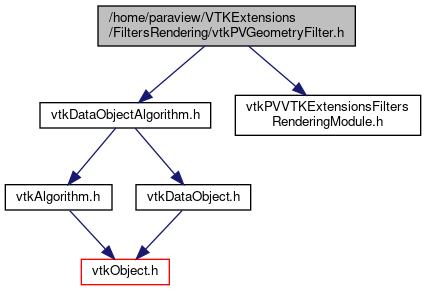 /home/paraview/VTKExtensions
/FiltersRendering/vtkPVGeometryFilter.h
vtkDataObjectAlgorithm.h
vtkPVVTKExtensionsFilters
RenderingModule.h
vtkAlgorithm.h
vtkDataObject.h
vtkObject.h